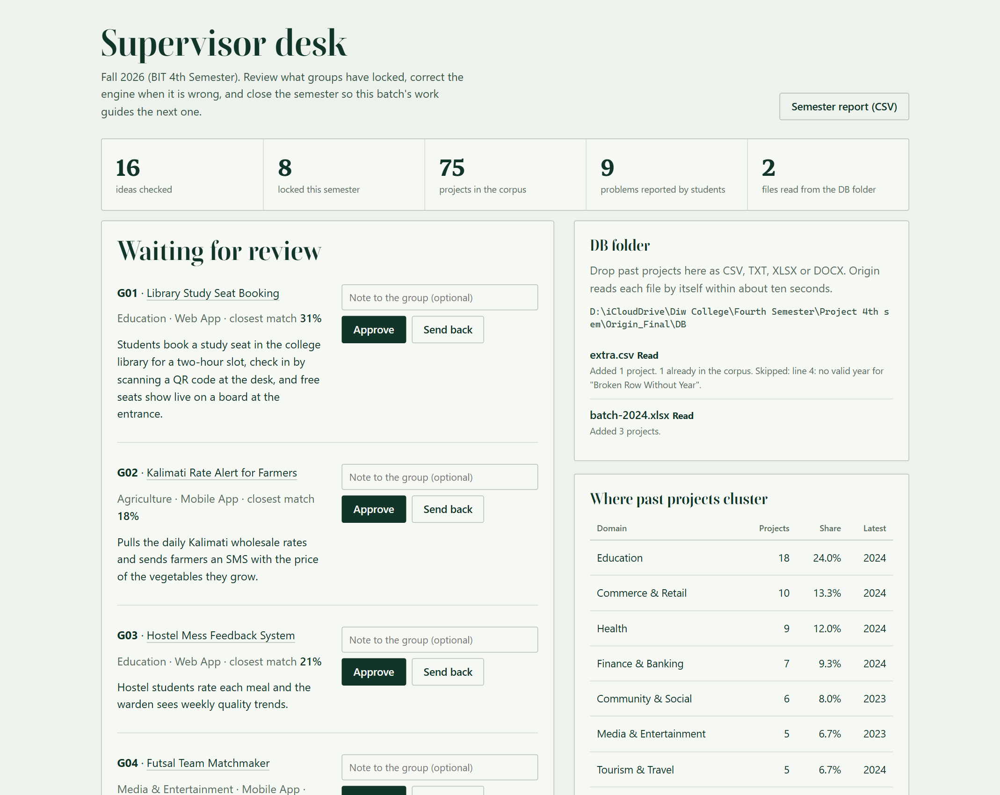 Supervisor desk
Fall 2026 (BIT 4th Semester). Review what groups have locked, correct the
engine when it is wrong, and close the semester so this batch's work
guides the next one.
Semester report (CSV)
16
ideas checked
8
locked this semester
75
projects in the corpus
9
problems reported by students
2
files read from the DB folder
Waiting for review
G01 · Library Study Seat Booking
Education · Web App · closest match 31%
Students book a study seat in the college
library for a two-hour slot, check in by
scanning a QR code at the desk, and free
seats show live on a board at the
entrance.
Note to the group (optional)
Approve
Send back
G02 · Kalimati Rate Alert for Farmers
Agriculture · Mobile App · closest match
18%
Pulls the daily Kalimati wholesale rates
and sends farmers an SMS with the price
of the vegetables they grow.
Note to the group (optional)
Approve
Send back
G03 · Hostel Mess Feedback System
Education · Web App · closest match 21%
Hostel students rate each meal and the
warden sees weekly quality trends.
Note to the group (optional)
Approve
Send back
G04 · Futsal Team Matchmaker
Media & Entertainment · Mobile App ·
Note to the group (optional)
DB folder
Drop past projects here as CSV, TXT, XLSX or DOCX. Origin
reads each file by itself within about ten seconds.
D:\iCloudDrive\Diw College\Fourth Semester\Project 4th s
em\Origin_Final\DB
extra.csv Read
Added 1 project. 1 already in the corpus. Skipped: line 4: no valid year for
"Broken Row Without Year".
batch-2024.xlsx Read
Added 3 projects.
Where past projects cluster
Domain Projects Share Latest
Education 18 24.0% 2024
Commerce & Retail 10 13.3% 2024
Health 9 12.0% 2024
Finance & Banking 7 9.3% 2024
Community & Social 6 8.0% 2023
Media & Entertainment 5 6.7% 2023
Tourism & Travel 5 6.7% 2024